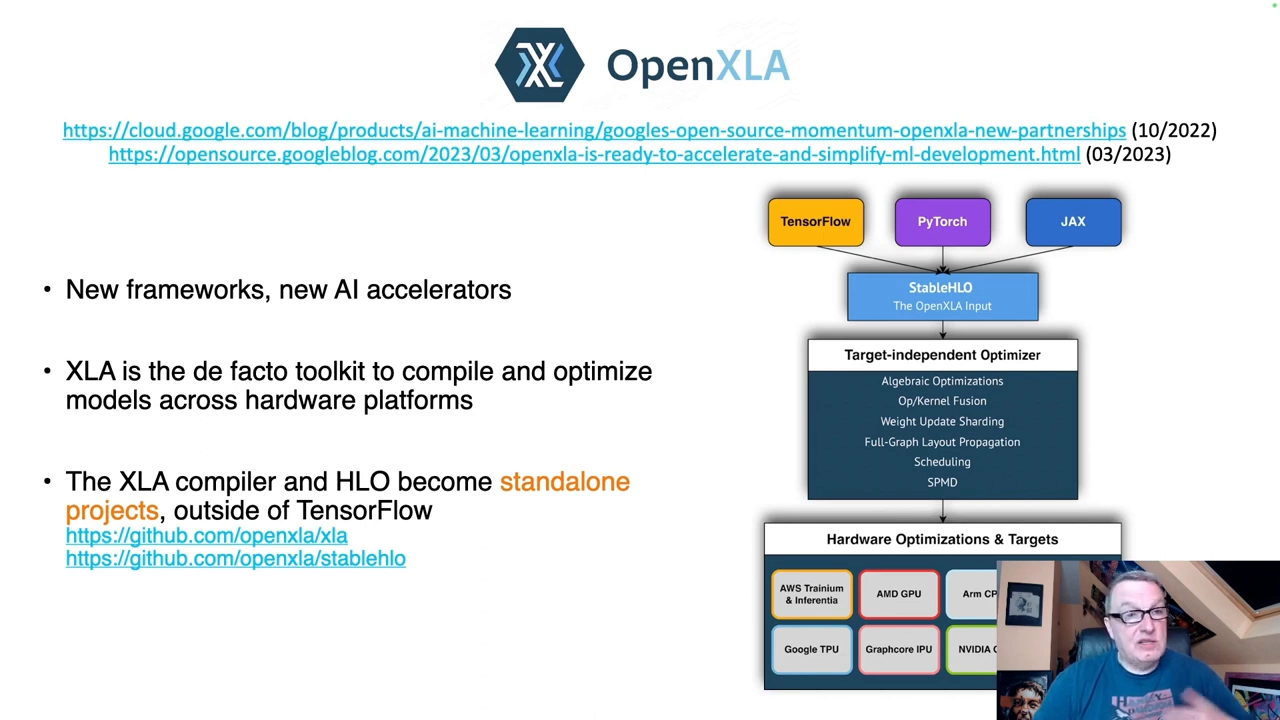 OpenXLA
https://cloud.google.com/blog/products/ai-machine-learning/googles-open-source-momentum-openxla-new-partnerships (10/2022)
https://opensource.googleblog.com/2023/03/openxla-is-ready-to-accelerate-and-simplify-ml-development.html (03/2023)
• New frameworks, new AI accelerators
• XLA is the de facto toolkit to compile and optimize
models across hardware platforms
• The XLA compiler and HLO become standalone
projects, outside of TensorFlow
https://github.com/openxla/xla
https://github.com/openxla/stablehlo
TensorFlow
PyTorch
JAX
StableHLO
The OpenXLA Input
Target-independent Optimizer
Algebraic Optimizations
Op/Kernel Fusion
Weight Update Sharding
Full-Graph Layout Propagation
Scheduling
SPMD
Hardware Optimizations & Targets
AWS Trainium
& Inferentia
AMD GPU
Arm
Google TPU
Graphcore IPU
NVIDIA